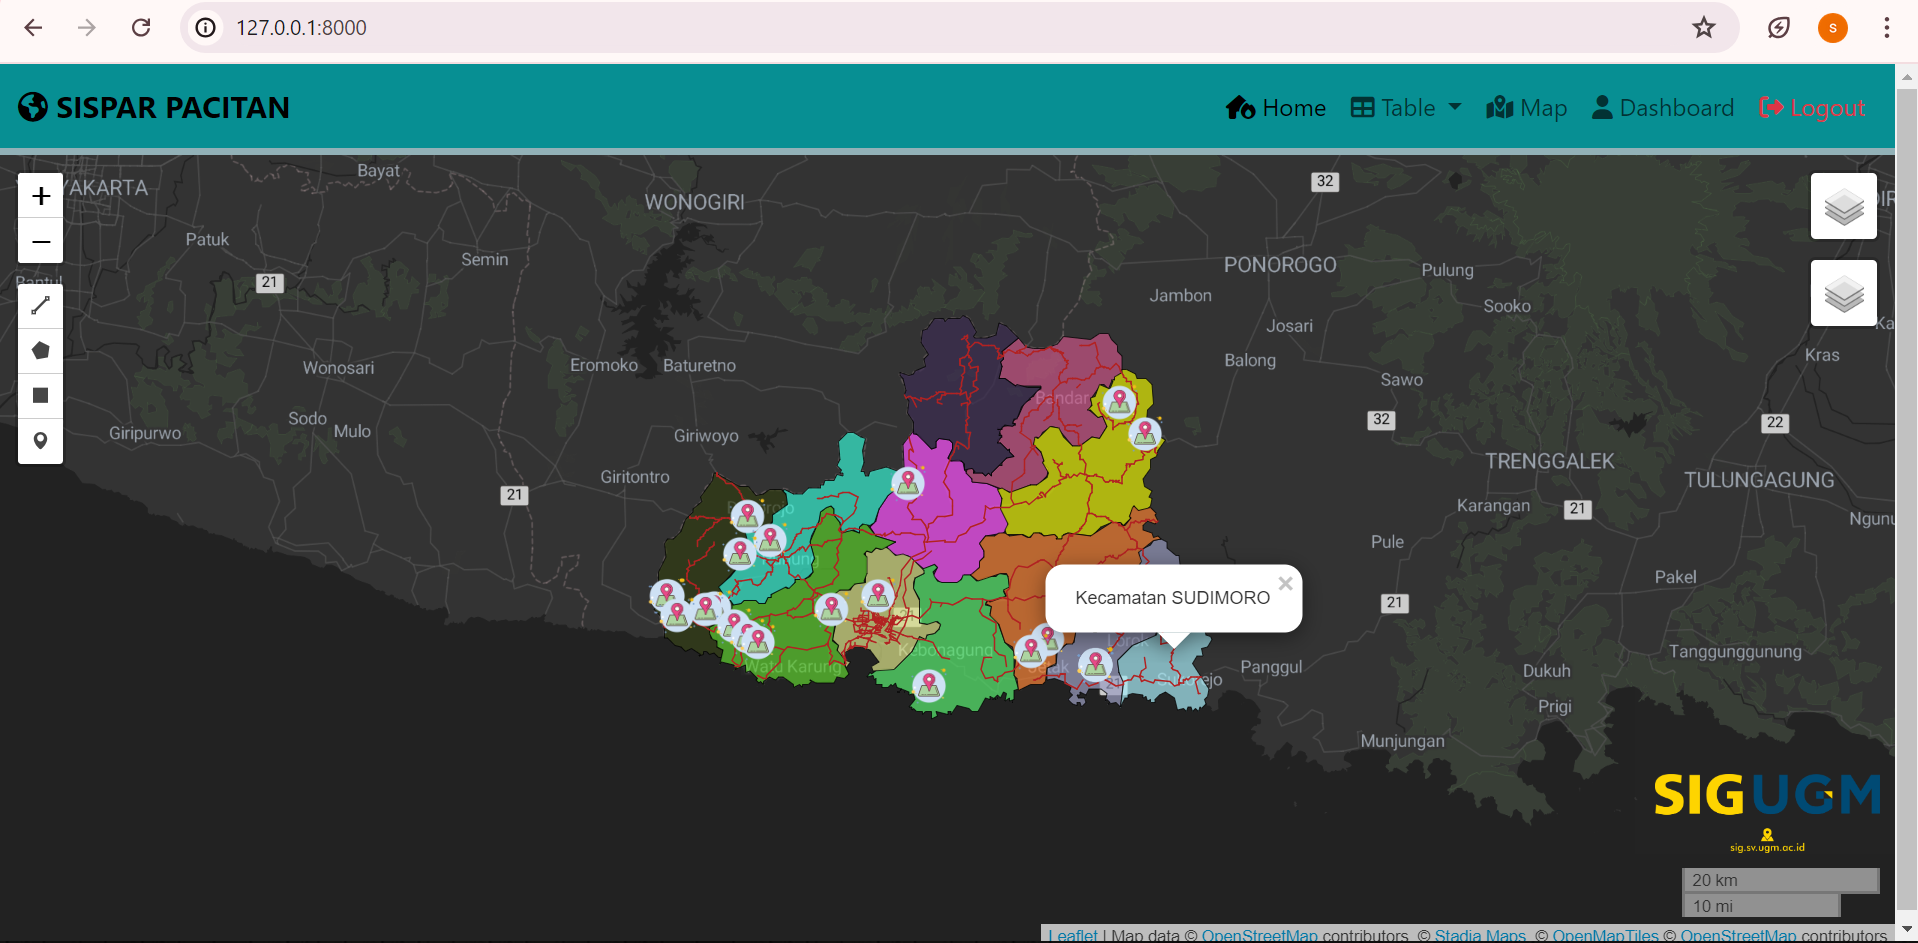 127.0.0.1:8000
S
SISPAR PACITAN
Home
Table
Map
Dashboard
Logout
+
−
YAKARTA
Bayat
WONOGIRI
32
Patuk
Semin
Bantul
21
PONOROGO
Pulung
Jambon
Sooko
Josari
Kras
Wonosari
Eromoko
Baturetno
Balong
Sawo
Bandar
Sodo
Mulo
Giripurwo
Giriwoyo
32
22
TRENGGALEK
Giritontro
TULUNGAGUNG
21
Karangan
21
Pule
Pakel
Kecamatan SUDIMORO
×
21
Kebonagung
Watu Karung
Panggul
Tanggunggunung
Dukuh
Prigi
Munjungan
SIGUGM
sig.sv.ugm.ac.id
20 km
10 mi
Leaflet | Map data © OpenStreetMap contributors, © Stadia Maps, © OpenMapTiles © OpenStreetMap contributors